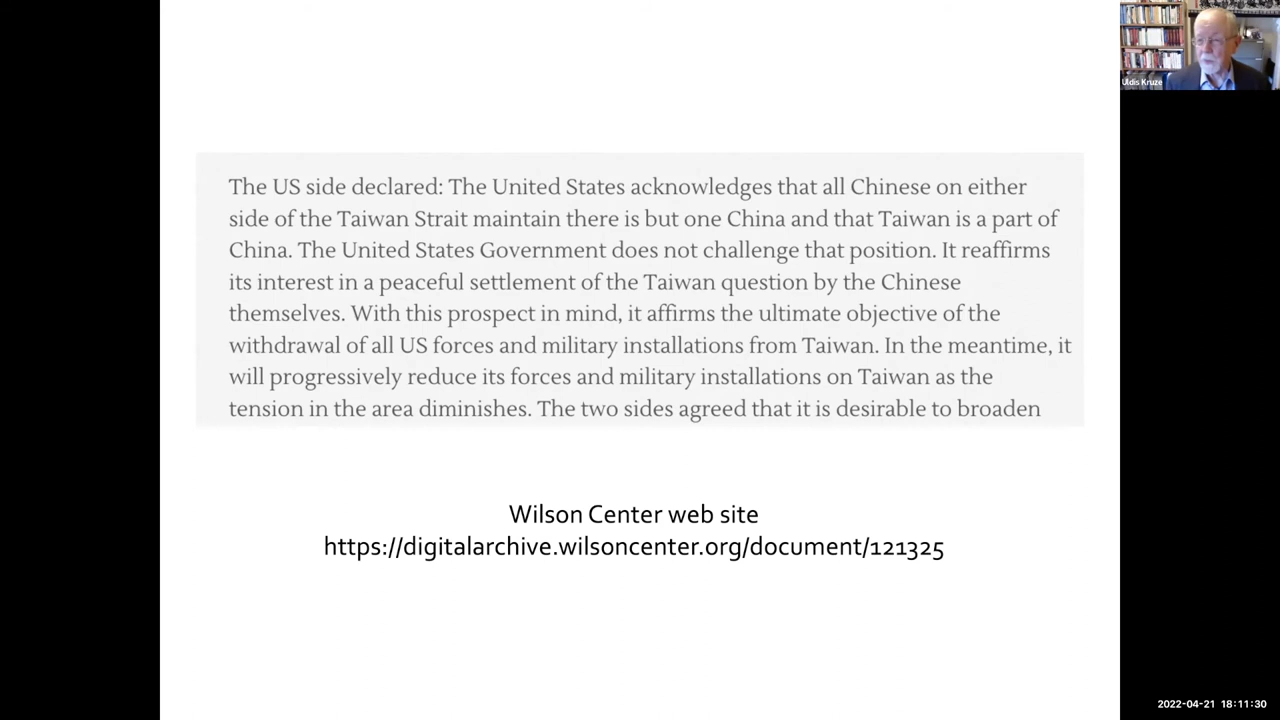 Uldis Kruze
The US side declared: The United States acknowledges that all Chinese on either
side of the Taiwan Strait maintain there is but one China and that Taiwan is a part of
China. The United States Government does not challenge that position. It reaffirms
its interest in a peaceful settlement of the Taiwan question by the Chinese
themselves. With this prospect in mind, it affirms the ultimate objective of the
withdrawal of all US forces and military installations from Taiwan. In the meantime, it
will progressively reduce its forces and military installations on Taiwan as the
tension in the area diminishes. The two sides agreed that it is desirable to broaden
Wilson Center web site
https://digitalarchive.wilsoncenter.org/document/121325
2022-04-21 18:11:30